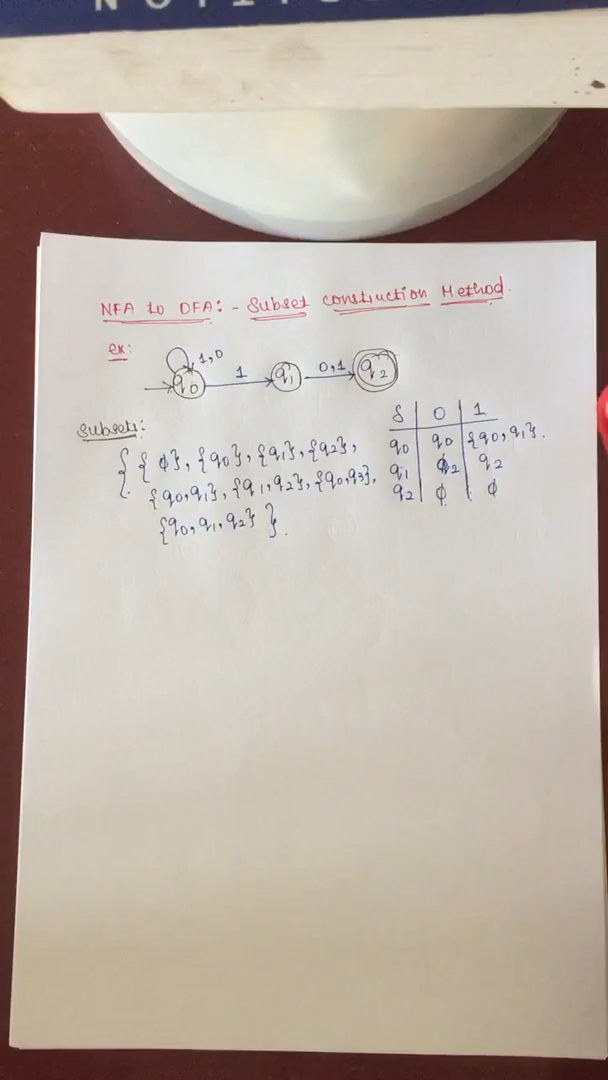 NFA to DFA: - Subset construction Method.
ex:
1,0
q0 1 q1 0,1 q2
Subsets:
{ {ϕ}, {q0}, {q1}, {q2},
{q0,q1}, {q1,q2}, {q0,q3},
{q0,q1,q2} }.
δ 0 1
q0 q0 {q0,q1}.
q1 q2 q2
q2 ϕ ϕ